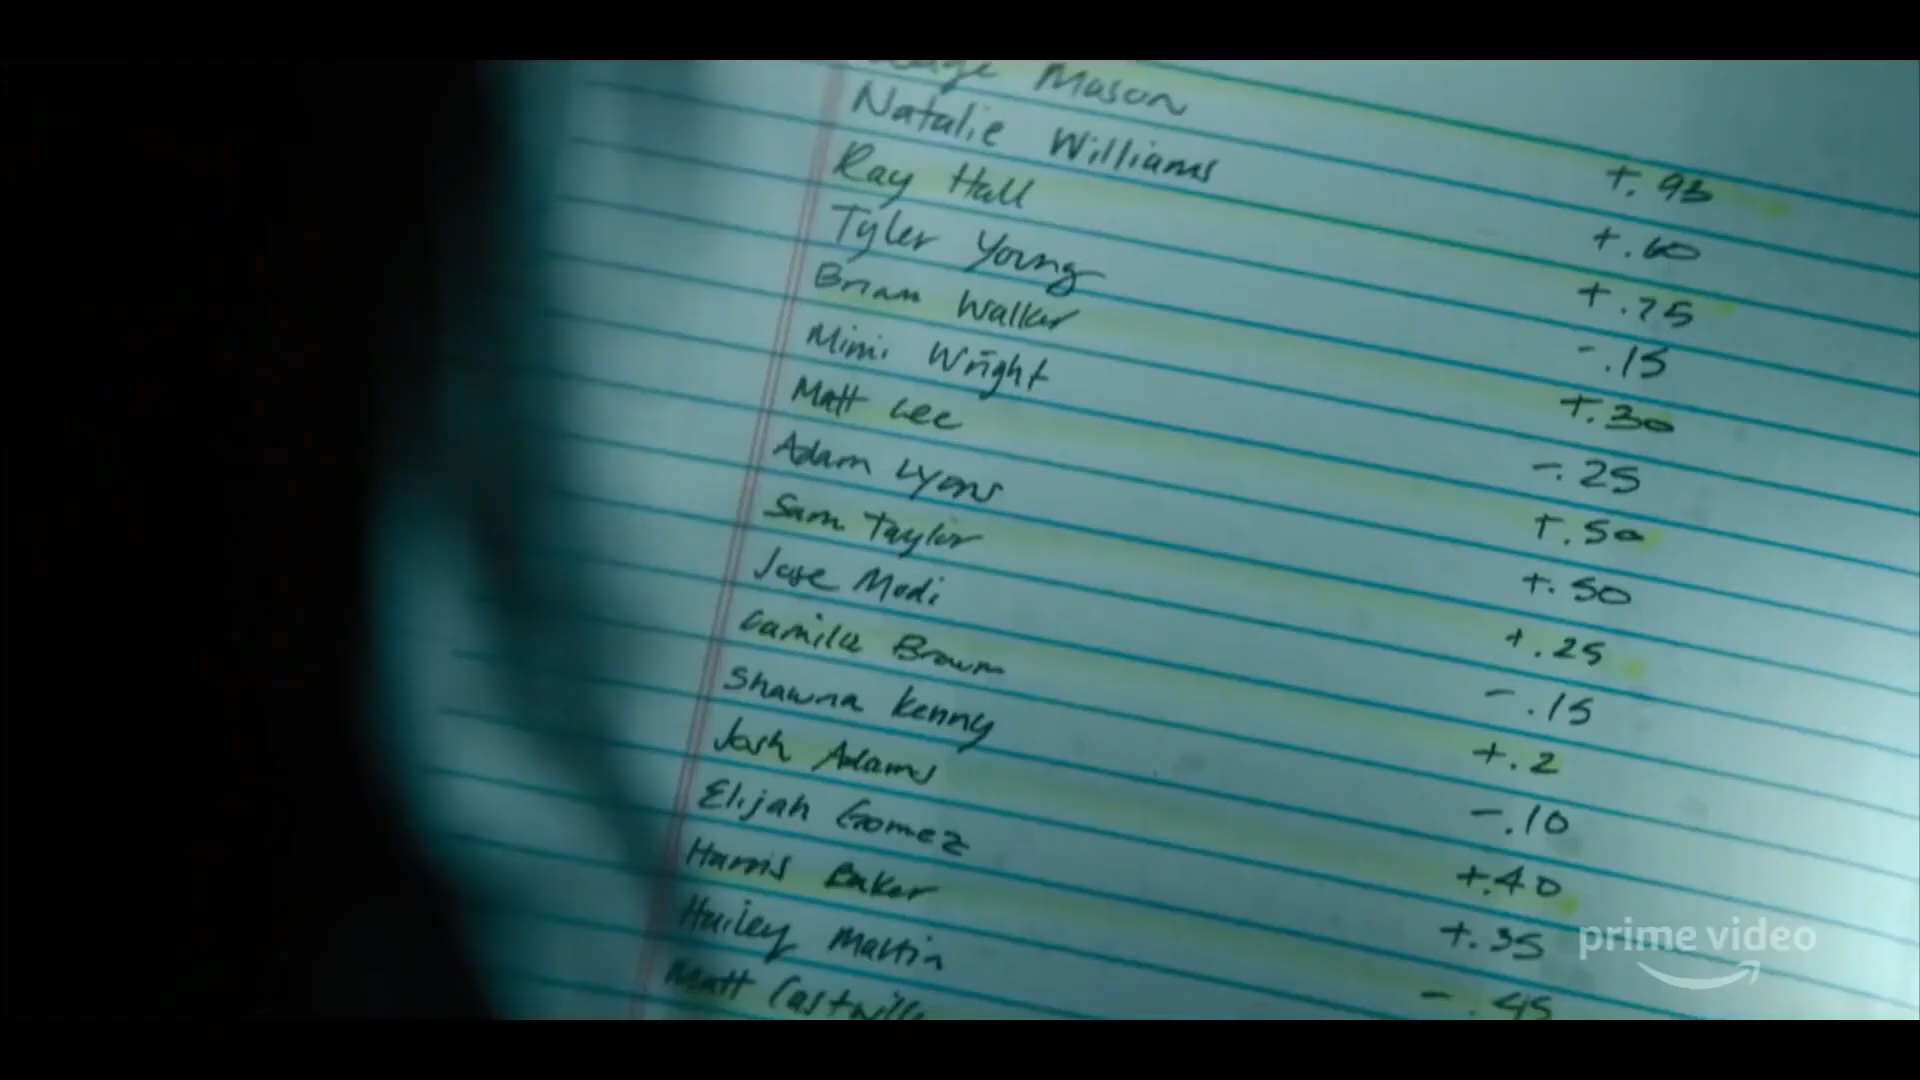 Mason +.93
Natalie Williams +.60
Ray Hall +.75
Tyler Young -.15
Brian Walker +.30
Mimi Wright -.25
Matt Lee +.50
Adam Lyons +.50
Sam Taylor +.25
Jose Modi -.15
Camila Brown +.2
Shawna Kenny -.10
Josh Adams +.40
Elijah Gomez +.35
Harris Baker -.45
Hailey Martin
Matt
prime video